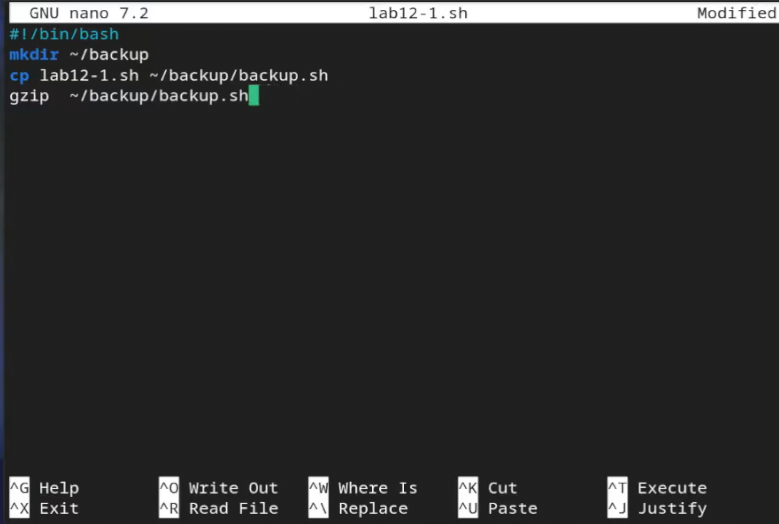 GNU nano 7.2 lab12-1.sh Modified
#!/bin/bash
mkdir ~/backup
cp lab12-1.sh ~/backup/backup.sh
gzip  ~/backup/backup.sh
^G Help ^O Write Out ^W Where Is ^K Cut ^T Execute
^X Exit ^R Read File ^\ Replace ^U Paste ^J Justify